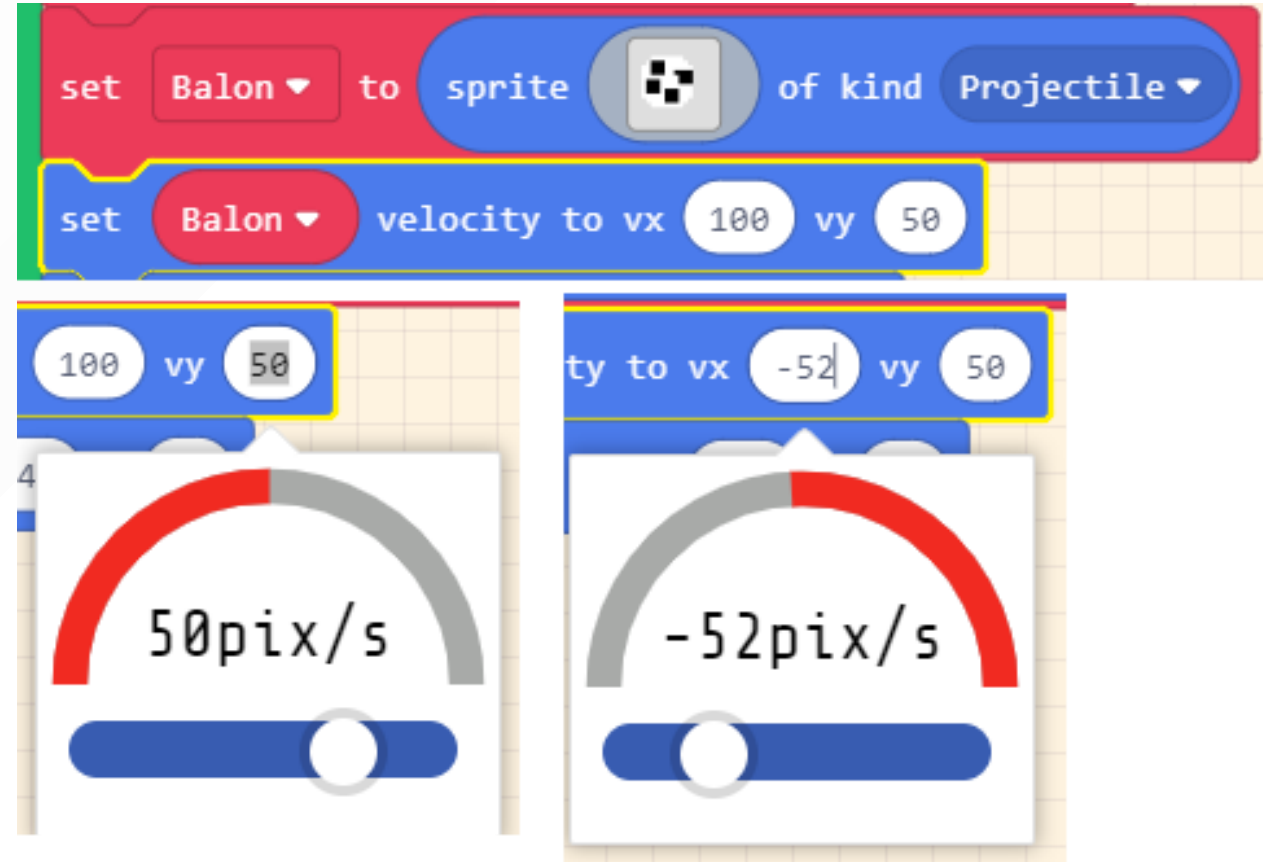 set Balon to sprite of kind Projectile
set Balon velocity to vx 100 vy 50
100 vy 50
4
50pix/s
ty to vx -52 vy 50
-52pix/s